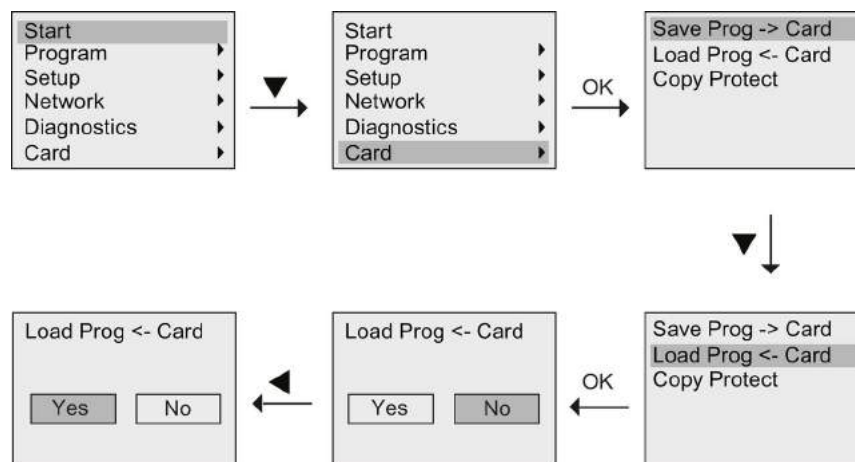 Start
Program
Setup
Network
Diagnostics
Card
▼
Start
Program
Setup
Network
Diagnostics
Card
OK
Save Prog -> Card
Load Prog <- Card
Copy Protect
▼
Load Prog <- Card
Yes No
◀
Load Prog <- Card
Yes No
OK
Save Prog -> Card
Load Prog <- Card
Copy Protect